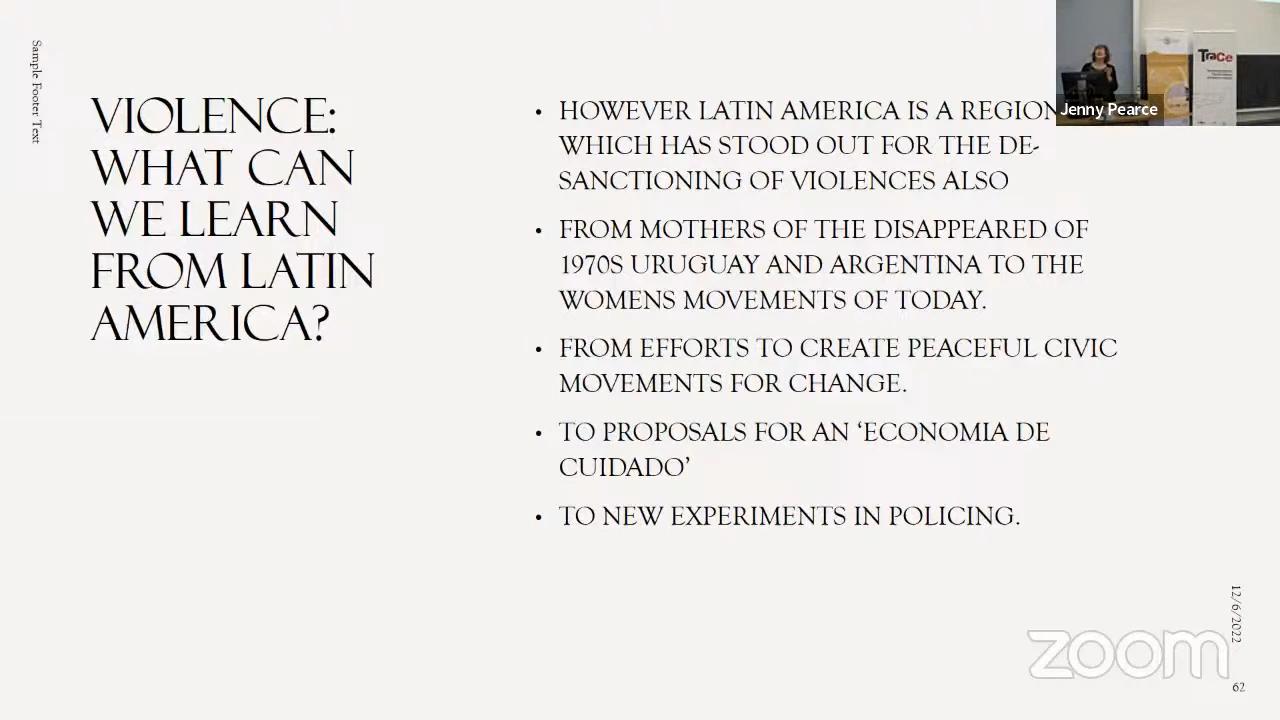 Sample Footer Text
VIOLENCE:
WHAT CAN
WE LEARN
FROM LATIN
AMERICA?
• HOWEVER LATIN AMERICA IS A REGION
WHICH HAS STOOD OUT FOR THE DE-
SANCTIONING OF VIOLENCES ALSO
• FROM MOTHERS OF THE DISAPPEARED OF
1970S URUGUAY AND ARGENTINA TO THE
WOMENS MOVEMENTS OF TODAY.
• FROM EFFORTS TO CREATE PEACEFUL CIVIC
MOVEMENTS FOR CHANGE.
• TO PROPOSALS FOR AN ‘ECONOMIA DE
CUIDADO’
• TO NEW EXPERIMENTS IN POLICING.
TraCe
Jenny Pearce
12/6/2022
zoom
62